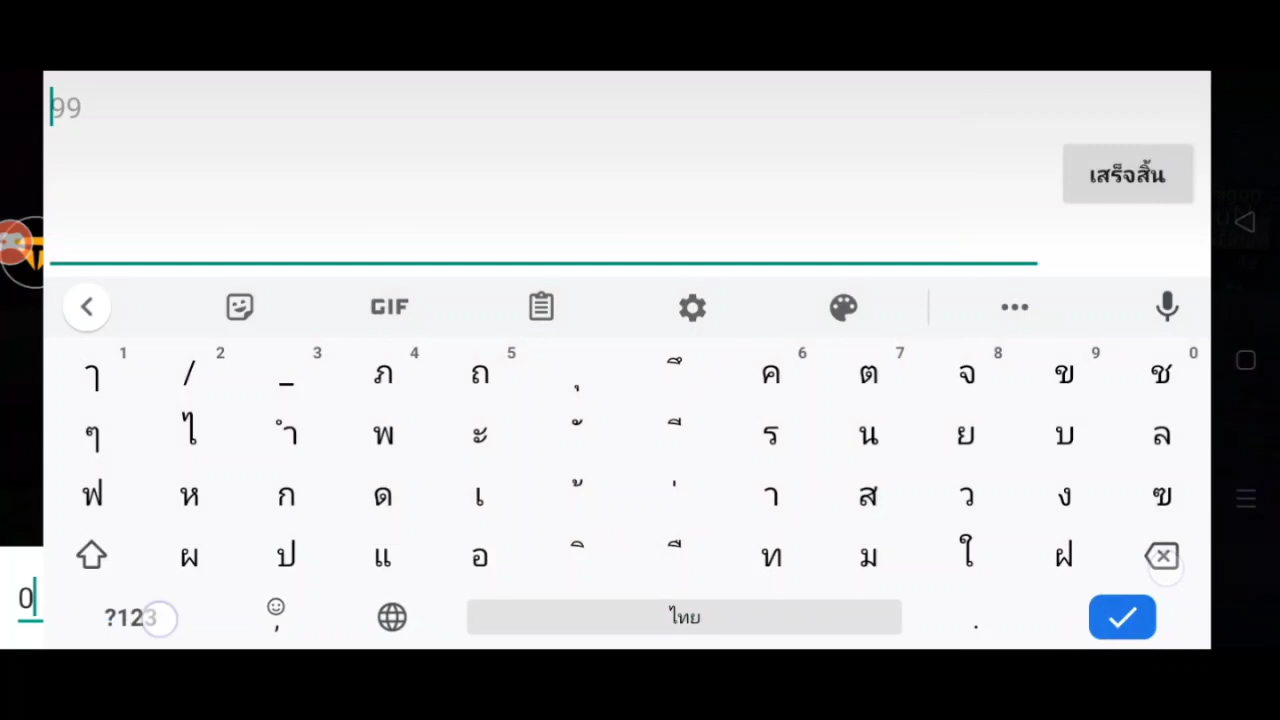 99
เสร็จสิ้น
GIF
1 2 3 4 5 6 7 8 9 0
ๅ / _ ภ ถ ุ ึ ค ต จ ข ช
ๆ ไ ำ พ ะ ั ี ร น ย บ ล
ฟ ห ก ด เ ้ ่ า ส ว ง ฃ
ผ ป แ อ ิ ื ท ม ใ ฝ
0
?123 , ไทย .